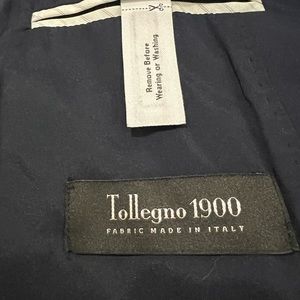 Remove Before
Wearing or Washing
Tollegno 1900
FABRIC MADE IN ITALY